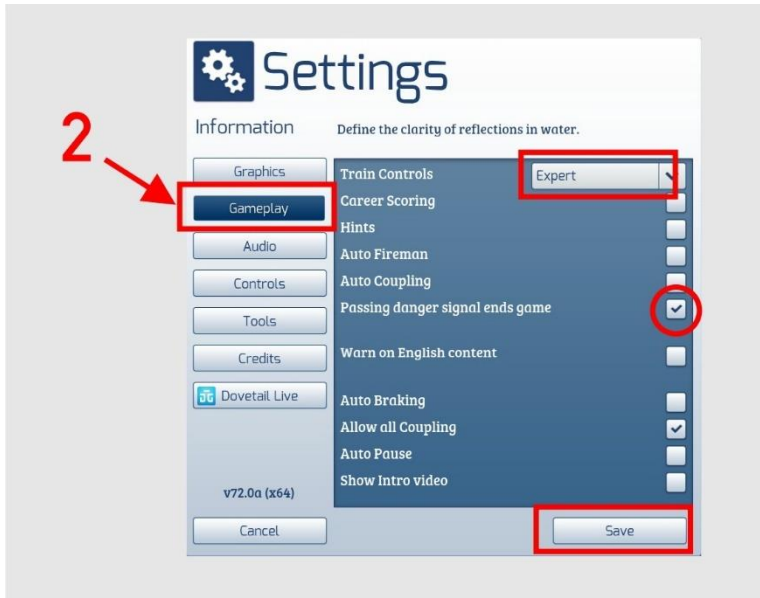 Settings
2
Information
Define the clarity of reflections in water.
Graphics
Gameplay
Audio
Controls
Tools
Credits
Dovetail Live
v72.0a (x64)
Cancel
Train Controls Expert
Career Scoring
Hints
Auto Fireman
Auto Coupling
Passing danger signal ends game
Warn on English content
Auto Braking
Allow all Coupling
Auto Pause
Show Intro video
Save